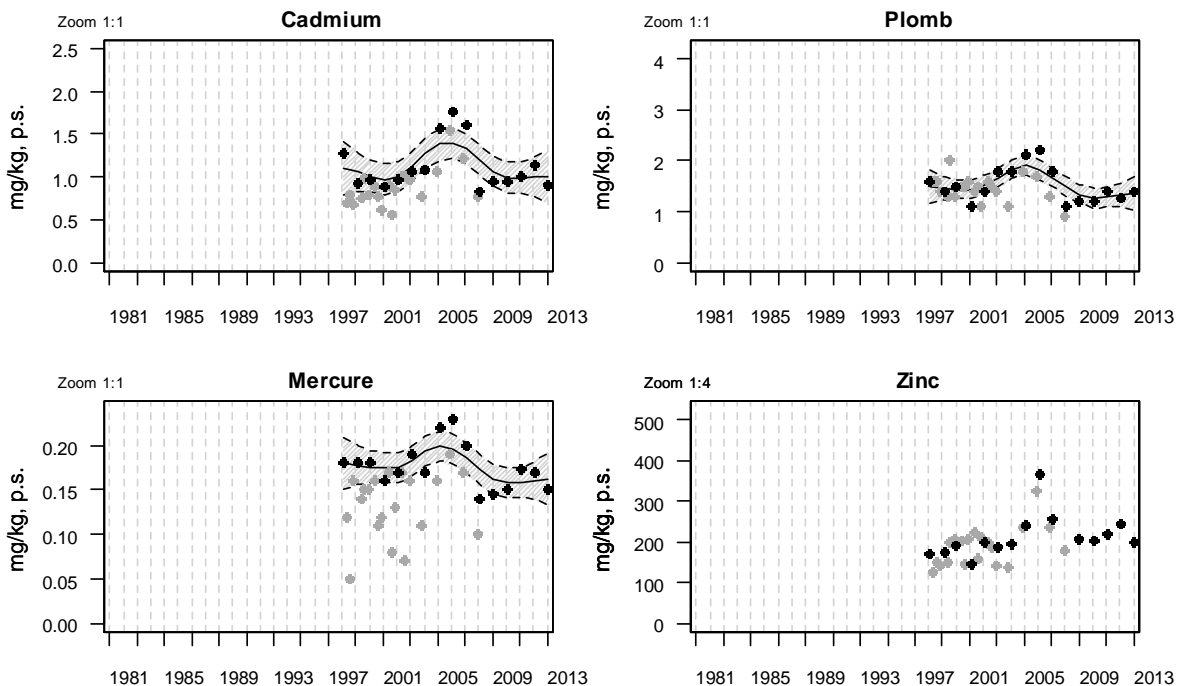 Zoom 1:1
Cadmium
2.5
2.0
1.5
1.0
0.5
0.0
mg/kg, p.s.
1981 1985 1989 1993 1997 2001 2005 2009 2013
Zoom 1:1
Plomb
4
3
2
1
0
mg/kg, p.s.
1981 1985 1989 1993 1997 2001 2005 2009 2013
Zoom 1:1
Mercure
0.20
0.15
0.10
0.05
0.00
mg/kg, p.s.
1981 1985 1989 1993 1997 2001 2005 2009 2013
Zoom 1:4
Zinc
500
400
300
200
100
0
mg/kg, p.s.
1981 1985 1989 1993 1997 2001 2005 2009 2013